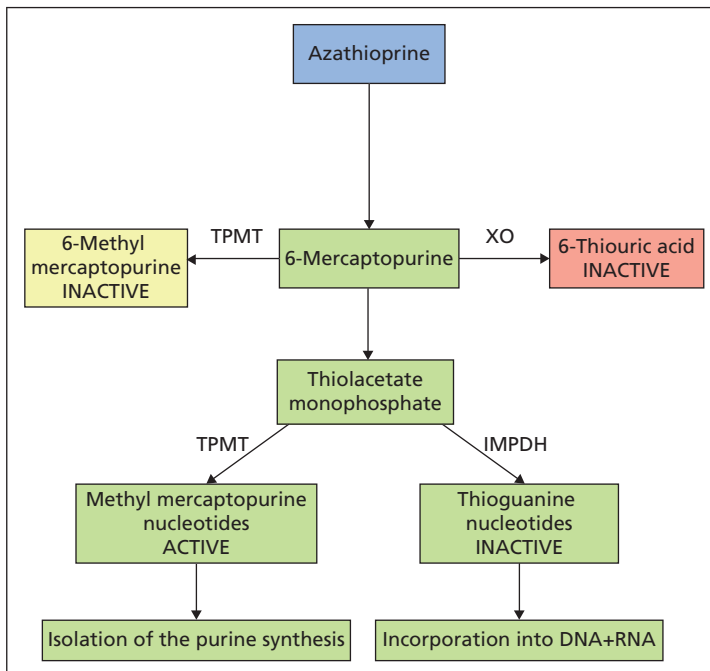 Azathioprine
6-Methyl
mercaptopurine
INACTIVE
TPMT
6-Mercaptopurine
XO
6-Thiouric acid
INACTIVE
Thiolacetate
monophosphate
TPMT
IMPDH
Methyl mercaptopurine
nucleotides
ACTIVE
Thioguanine
nucleotides
INACTIVE
Isolation of the purine synthesis
Incorporation into DNA+RNA